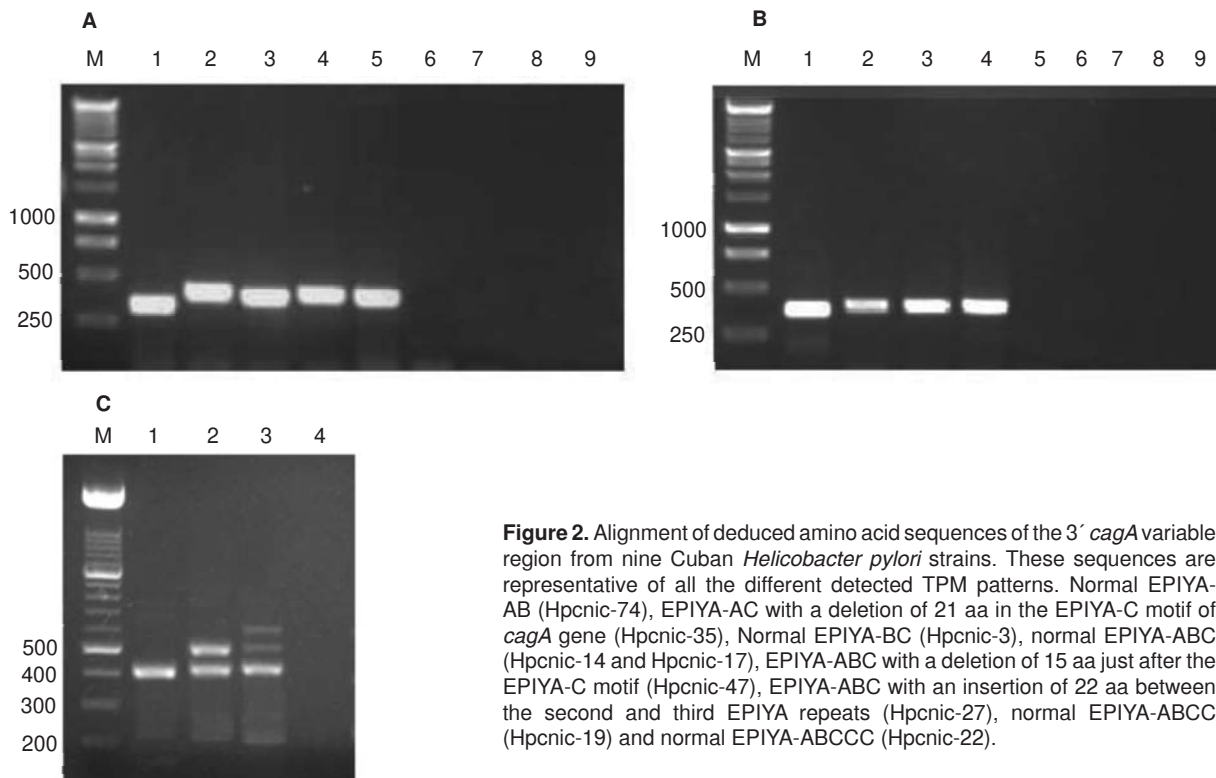 A
M 1 2 3 4 5 6 7 8 9
1000
500
250
B
M 1 2 3 4 5 6 7 8 9
1000
500
250
C
M 1 2 3 4
500
400
300
200
Figure 2. Alignment of deduced amino acid sequences of the 3´ cagA variable
region from nine Cuban Helicobacter pylori strains. These sequences are
representative of all the different detected TPM patterns. Normal EPIYA-
AB (Hpcnic-74), EPIYA-AC with a deletion of 21 aa in the EPIYA-C motif of
cagA gene (Hpcnic-35), Normal EPIYA-BC (Hpcnic-3), normal EPIYA-ABC
(Hpcnic-14 and Hpcnic-17), EPIYA-ABC with a deletion of 15 aa just after the
EPIYA-C motif (Hpcnic-47), EPIYA-ABC with an insertion of 22 aa between
the second and third EPIYA repeats (Hpcnic-27), normal EPIYA-ABCC
(Hpcnic-19) and normal EPIYA-ABCCC (Hpcnic-22).